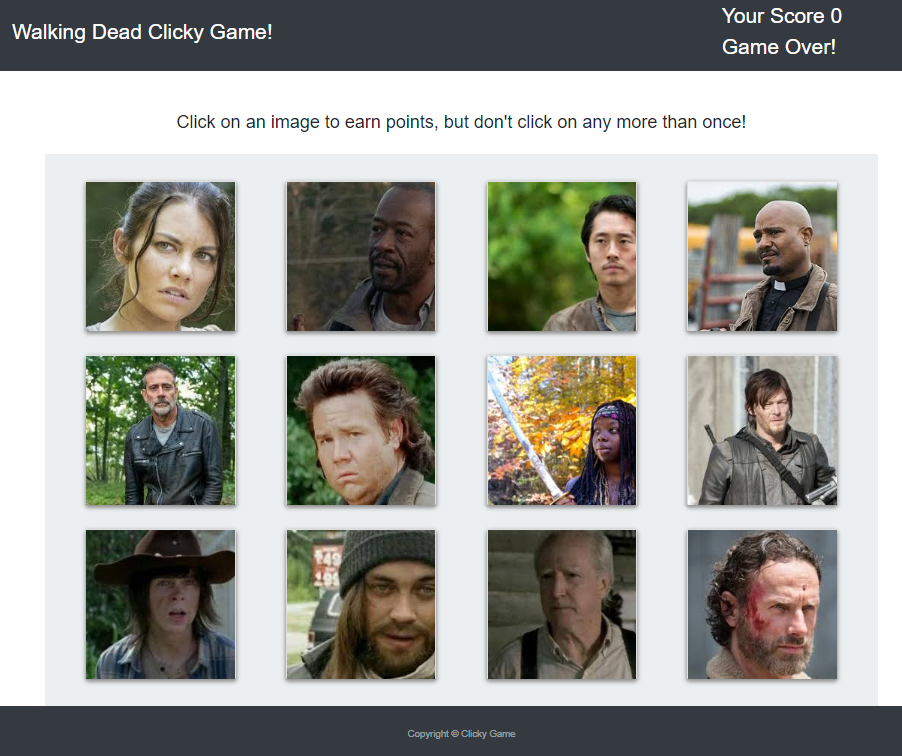 Walking Dead Clicky Game!
Your Score 0
Game Over!
Click on an image to earn points, but don't click on any more than once!
Copyright © Clicky Game